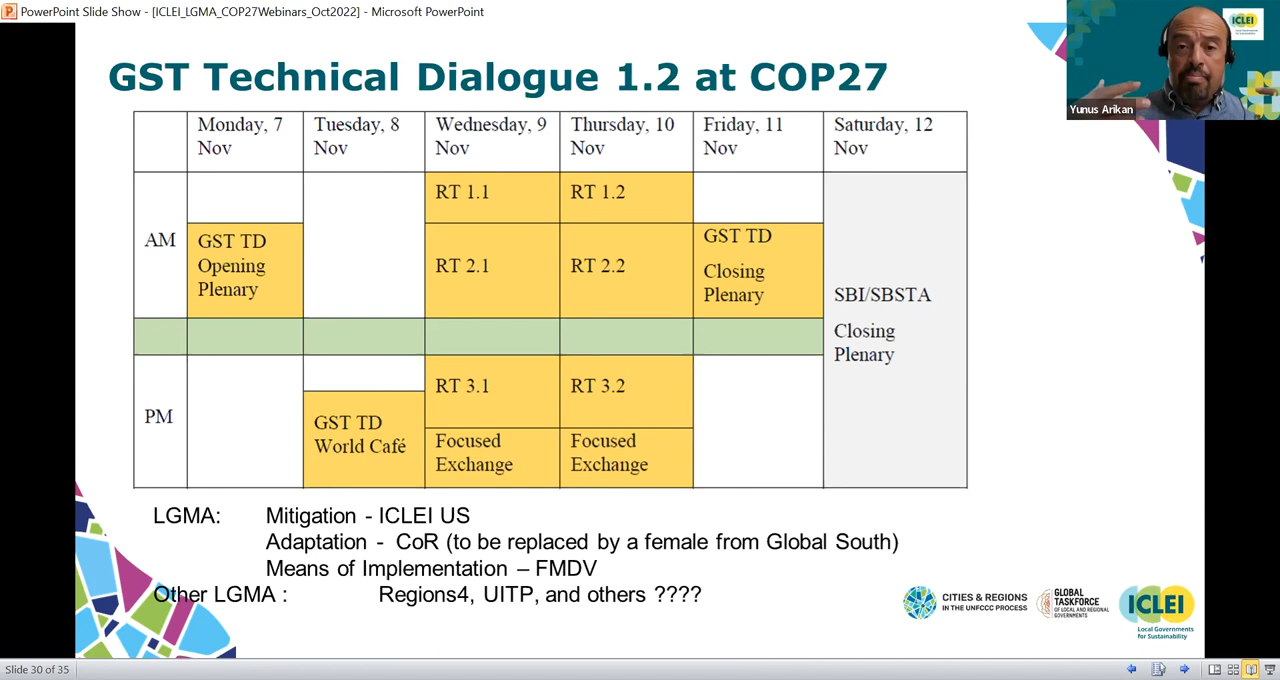 PowerPoint Slide Show - [ICLEI_LGMA_COP27Webinars_Oct2022] - Microsoft PowerPoint
ICLEI
Yunus Arikan
GST Technical Dialogue 1.2 at COP27
Monday, 7 Nov
Tuesday, 8 Nov
Wednesday, 9 Nov
Thursday, 10 Nov
Friday, 11 Nov
Saturday, 12 Nov
AM
RT 1.1
RT 1.2
GST TD Opening Plenary
RT 2.1
RT 2.2
GST TD Closing Plenary
SBI/SBSTA Closing Plenary
PM
RT 3.1
RT 3.2
GST TD World Café
Focused Exchange
Focused Exchange
LGMA: Mitigation - ICLEI US
Adaptation - CoR (to be replaced by a female from Global South)
Means of Implementation – FMDV
Other LGMA : Regions4, UITP, and others ????
CITIES & REGIONS
IN THE UNFCCC PROCESS
GLOBAL
TASKFORCE
OF LOCAL AND REGIONAL
GOVERNMENTS
ICLEI
Local Governments
for Sustainability
Slide 30 of 35